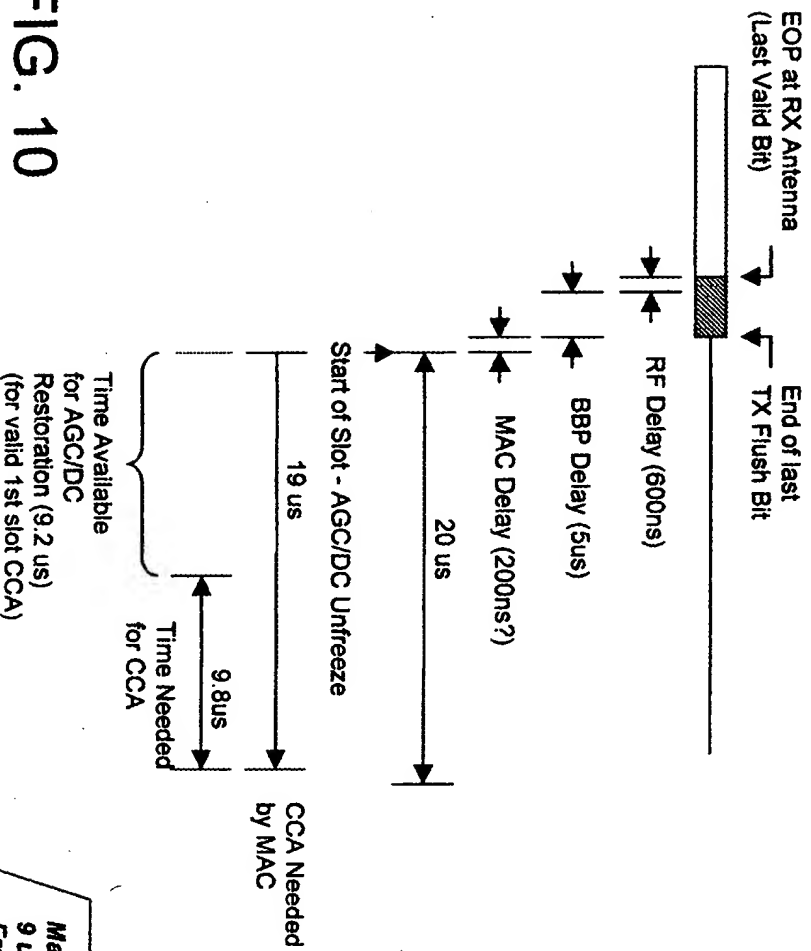 EOP at RX Antenna
(Last Valid Bit)
End of last
TX Flush Bit
RF Delay (600ns)
BBP Delay (5us)
MAC Delay (200ns?)
20 us
Start of Slot - AGC/DC Unfreeze
19 us
CCA Needed
by MAC
9.8us
Time Needed
for CCA
Time Available
for AGC/DC
Restoration (9.2 us)
(for valid 1st slot CCA)
FIG. 10